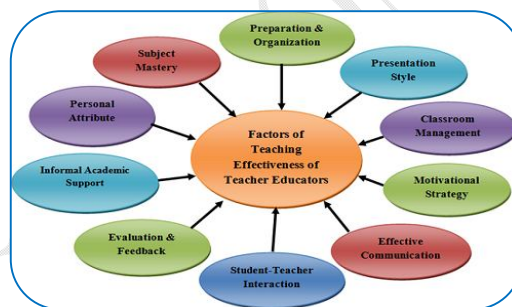 Preparation &
Organization
Subject
Mastery
Presentation
Style
Personal
Attribute
Classroom
Management
Factors of
Teaching
Effectiveness of
Teacher Educators
Informal Academic
Support
Motivational
Strategy
Evaluation &
Feedback
Effective
Communication
Student-Teacher
Interaction